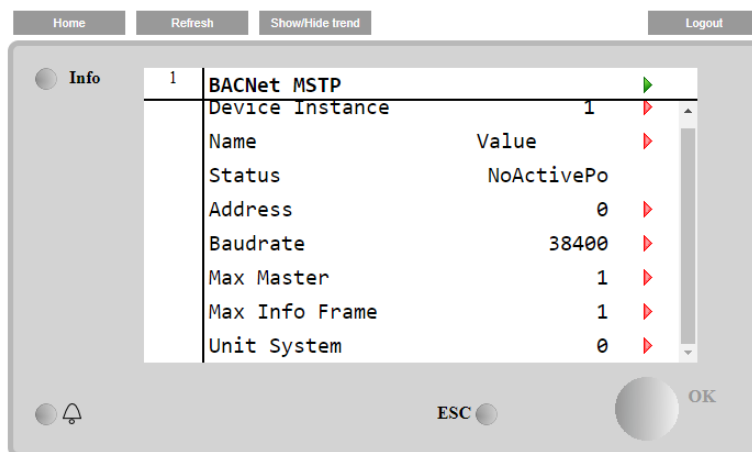 Home Refresh Show/Hide trend Logout
Info 1 BACNet MSTP
Device Instance 1
Name Value
Status NoActivePo
Address 0
Baudrate 38400
Max Master 1
Max Info Frame 1
Unit System 0
ESC OK